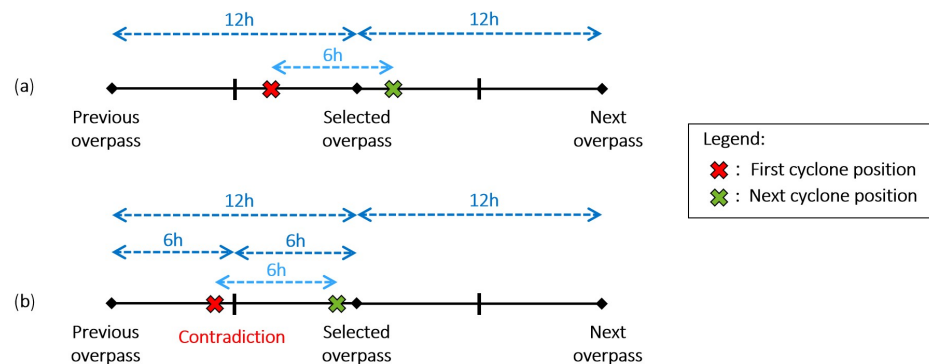 12h
12h
6h
(a)
Previous
overpass
Selected
overpass
Next
overpass
Legend:
: First cyclone position
: Next cyclone position
12h
12h
6h
6h
6h
(b)
Previous
overpass
Contradiction
Selected
overpass
Next
overpass